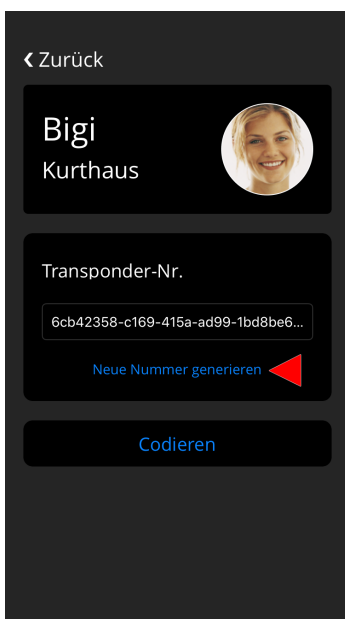 Zurück
Bigi
Kurthaus
Transponder-Nr.
6cb42358-c169-415a-ad99-1bd8be6...
Neue Nummer generieren
Codieren